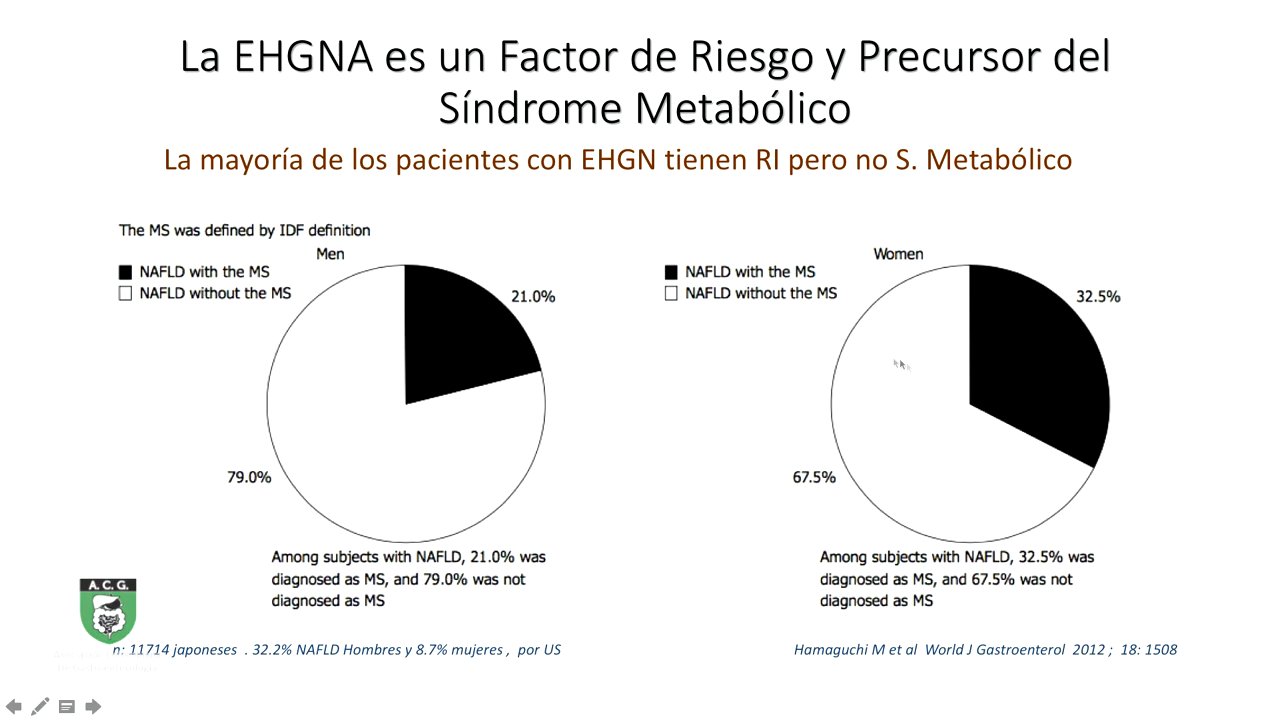 La EHGNA es un Factor de Riesgo y Precursor del
Síndrome Metabólico
La mayoría de los pacientes con EHGN tienen RI pero no S. Metabólico
The MS was defined by IDF definition
Men
NAFLD with the MS
NAFLD without the MS
21.0%
79.0%
Among subjects with NAFLD, 21.0% was
diagnosed as MS, and 79.0% was not
diagnosed as MS
Women
NAFLD with the MS
NAFLD without the MS
32.5%
67.5%
Among subjects with NAFLD, 32.5% was
diagnosed as MS, and 67.5% was not
diagnosed as MS
A. C. G.
n: 11714 japoneses . 32.2% NAFLD Hombres y 8.7% mujeres , por US
Hamaguchi M et al World J Gastroenterol 2012 ; 18: 1508